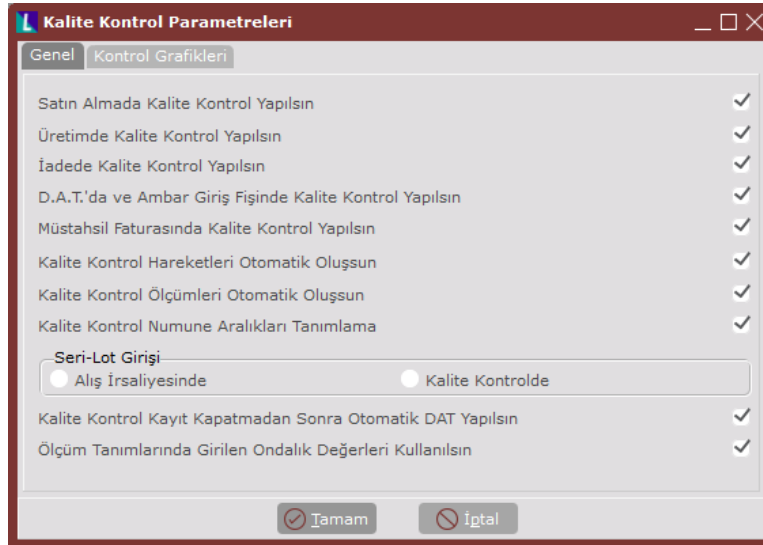 Kalite Kontrol Parametreleri
Genel Kontrol Grafikleri
Satın Almada Kalite Kontrol Yapılsın
Üretimde Kalite Kontrol Yapılsın
İadede Kalite Kontrol Yapılsın
D.A.T.'da ve Ambar Giriş Fişinde Kalite Kontrol Yapılsın
Müstahsil Faturasında Kalite Kontrol Yapılsın
Kalite Kontrol Hareketleri Otomatik Oluşsun
Kalite Kontrol Ölçümleri Otomatik Oluşsun
Kalite Kontrol Numune Aralıkları Tanımlama
Seri-Lot Girişi
Alış İrsaliyesinde Kalite Kontrolde
Kalite Kontrol Kayıt Kapatmadan Sonra Otomatik DAT Yapılsın
Ölçüm Tanımlarında Girilen Ondalık Değerleri Kullanılsın
Tamam İptal